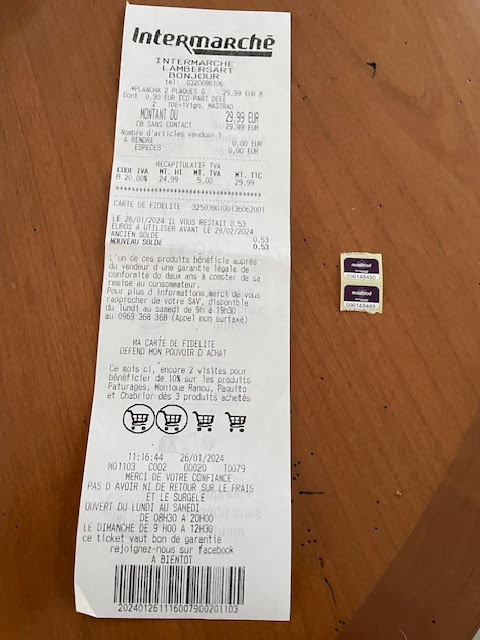 Intermarchē
INTERMARCHE
LAMBERSART
BONJOUR
tel: 0320096106
*PLANCHA 2 PLAQUES G 29,99 EUR B
Dont 0,30 EUR ECO-PART DEEE
2 10E=1Vign. MASTRAD
MONTANT DU 29,99 EUR
CB SANS CONTACT 29,99 EUR
Nombre d'articles vendus= 1
A RENDRE 0,00 EUR
ESPECES 0,00 EUR
RECAPITULATIF TVA
CODE TVA MT. HT MT. TVA MT. TTC
B 20,00% 24,99 5,00 29,99
CARTE DE FIDELITE 3250390100136062001
LE 26/01/2024 IL VOUS RESTAIT 0,53
EUROS A UTILISER AVANT LE 29/02/2024
ANCIEN SOLDE 0,53
NOUVEAU SOLDE 0,53
L'un de ces produits bénéficie auprès
du vendeur d'une garantie légale de
conformité de deux ans à compter de sa
remise au consommateur.
Pour plus d'informations,merci de vous
rapprocher de votre SAV, disponible
du lundi au samedi de 9h à 19h30
au 0969 368 368 (Appel non surtaxé)
MA CARTE DE FIDELITE
DEFEND MON POUVOIR D'ACHAT
Ce mois ci, encore 2 visites pour
bénéficier de 10% sur les produits
Paturages, Monique Ranou, Paquito
et Chabrior dès 3 produits achetés
11:16:44 26/01/2024
M01103 C002 00020 T0079
MERCI DE VOTRE CONFIANCE
PAS D AVOIR NI DE RETOUR SUR LE FRAIS
ET LE SURGELE
OUVERT DU LUNDI AU SAMEDI
DE 08H30 A 20H00
LE DIMANCHE DE 9 H00 A 12H30
ce ticket vaut bon de garantie
rejoignez-nous sur facebook
A BIENTOT
202401261116007900201103
mastrad
096148450
mastrad
096148449